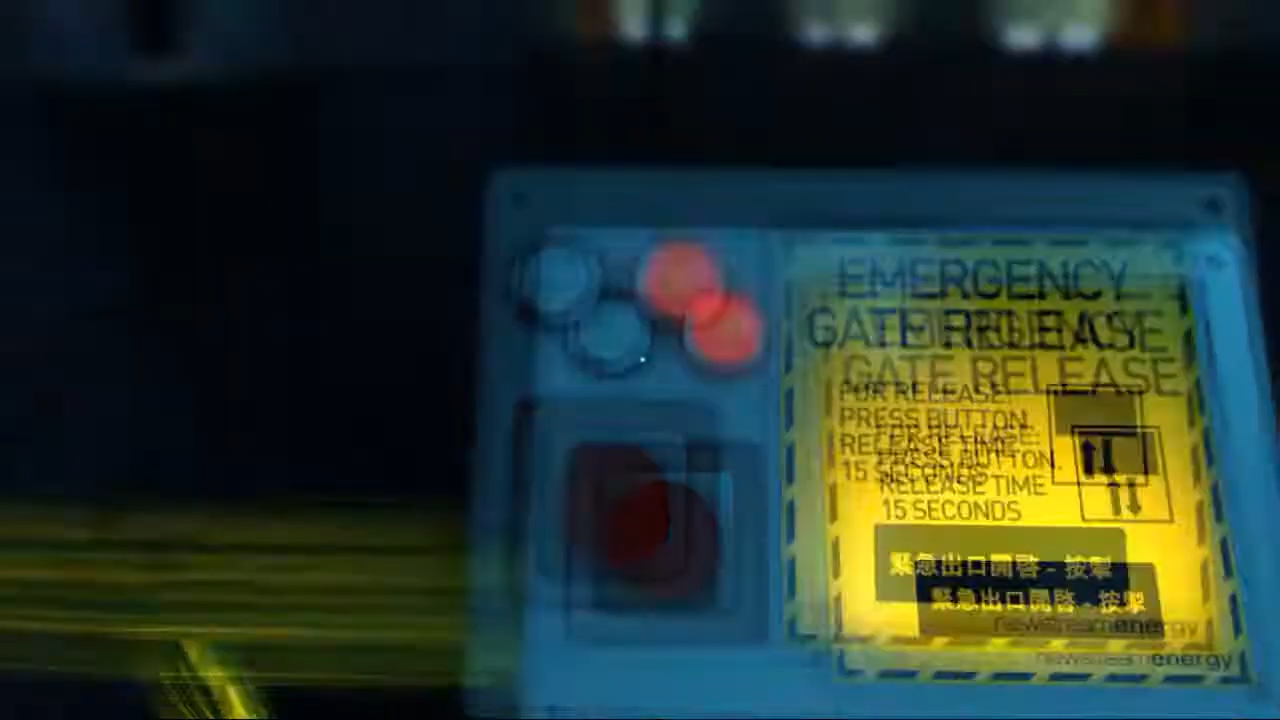 EMERGENCY
GATE RELEASE
FOR RELEASE:
PRESS BUTTON.
RELEASE TIME
15 SECONDS
緊急出口開啓 - 按掣
newstreamenergy